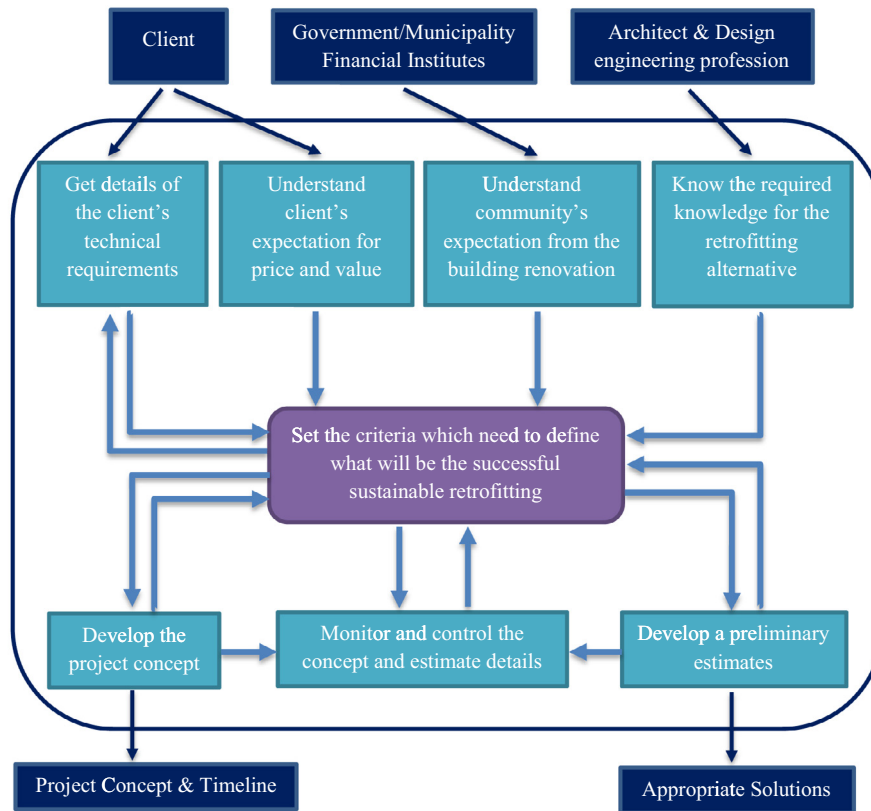 Client
Government/Municipality
Financial Institutes
Architect & Design
engineering profession
Get details of
the client's
technical
requirements
Understand
client's
expectation for
price and value
Understand
community's
expectation from the
building renovation
Know the required
knowledge for the
retrofitting
alternative
Set the criteria which need to define
what will be the successful
sustainable retrofitting
Develop the
project concept
Monitor and control the
concept and estimate details
Develop a preliminary
estimates
Project Concept & Timeline
Appropriate Solutions